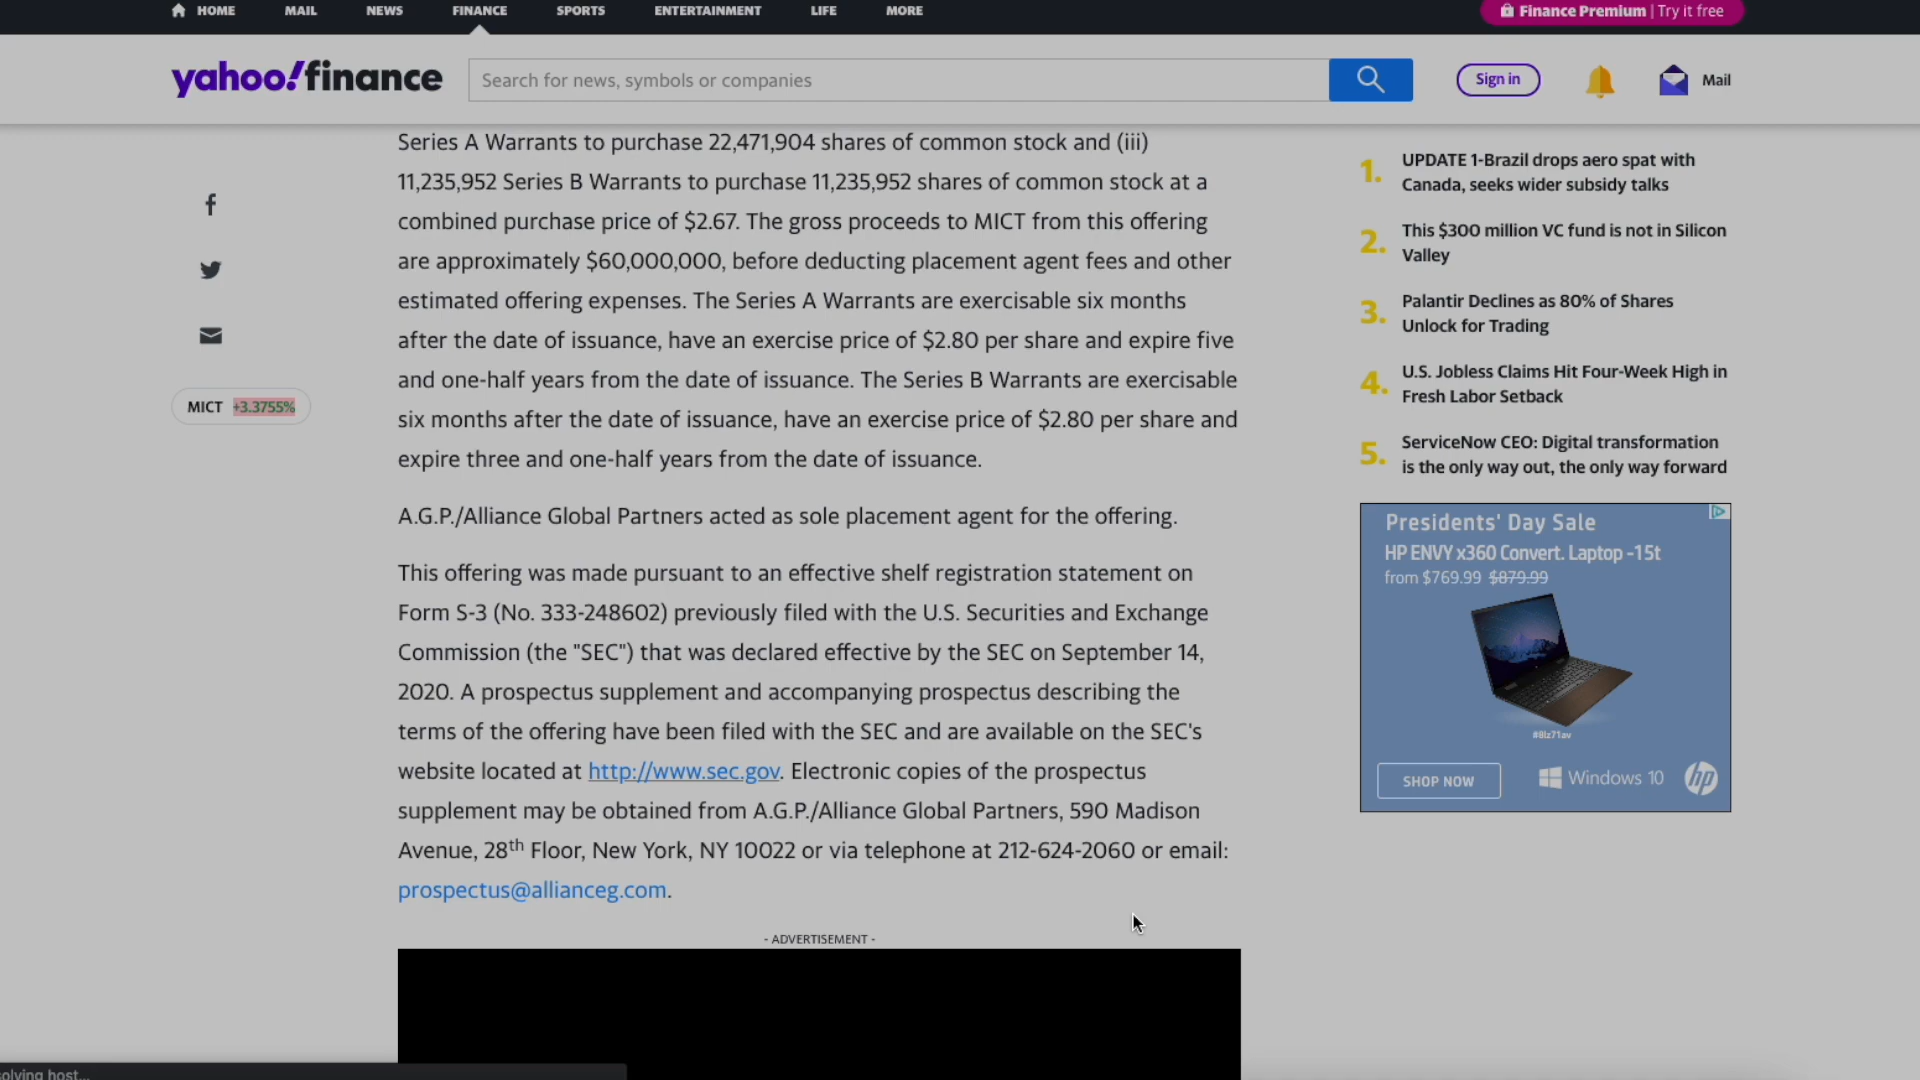 HOME MAIL NEWS FINANCE SPORTS ENTERTAINMENT LIFE MORE
Finance Premium | Try it free
yahoo!finance
Search for news, symbols or companies
Sign in
Mail
Series A Warrants to purchase 22,471,904 shares of common stock and (iii)
11,235,952 Series B Warrants to purchase 11,235,952 shares of common stock at a
combined purchase price of $2.67. The gross proceeds to MICT from this offering
are approximately $60,000,000, before deducting placement agent fees and other
estimated offering expenses. The Series A Warrants are exercisable six months
after the date of issuance, have an exercise price of $2.80 per share and expire five
and one-half years from the date of issuance. The Series B Warrants are exercisable
six months after the date of issuance, have an exercise price of $2.80 per share and
expire three and one-half years from the date of issuance.
A.G.P./Alliance Global Partners acted as sole placement agent for the offering.
This offering was made pursuant to an effective shelf registration statement on
Form S-3 (No. 333-248602) previously filed with the U.S. Securities and Exchange
Commission (the "SEC") that was declared effective by the SEC on September 14,
2020. A prospectus supplement and accompanying prospectus describing the
terms of the offering have been filed with the SEC and are available on the SEC's
website located at http://www.sec.gov. Electronic copies of the prospectus
supplement may be obtained from A.G.P./Alliance Global Partners, 590 Madison
Avenue, 28th Floor, New York, NY 10022 or via telephone at 212-624-2060 or email:
prospectus@allianceg.com.
- ADVERTISEMENT -
MICT +3.3755%
1. UPDATE 1-Brazil drops aero spat with
Canada, seeks wider subsidy talks
2. This $300 million VC fund is not in Silicon
Valley
3. Palantir Declines as 80% of Shares
Unlock for Trading
4. U.S. Jobless Claims Hit Four-Week High in
Fresh Labor Setback
5. ServiceNow CEO: Digital transformation
is the only way out, the only way forward
Presidents' Day Sale
HP ENVY x360 Convert. Laptop -15t
from $769.99 $879.99
#8lz71av
SHOP NOW
Windows 10
hp
olving host...